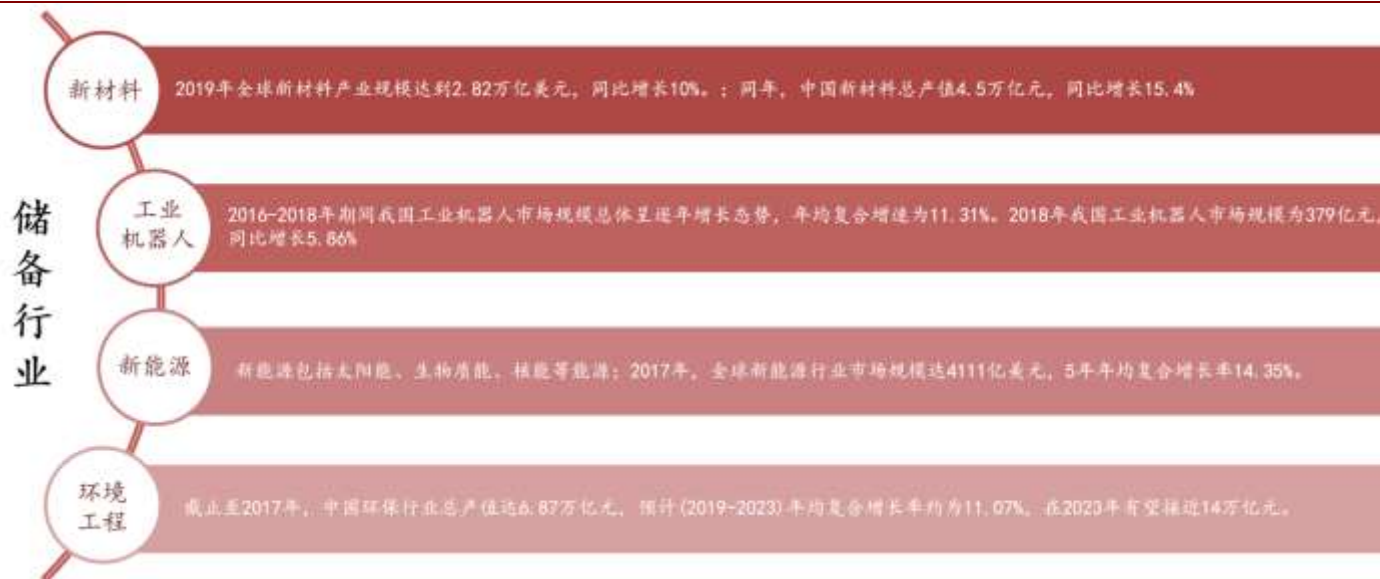 储备行业
新材料
2019年全球新材料产业规模达到2.82万亿美元，同比增长10%。；同年，中国新材料总产值4.5万亿元，同比增长15.4%
工业
机器人
2016-2018年期间我国工业机器人市场规模总体呈逐年增长态势，年均复合增速为11.31%。2018年我国工业机器人市场规模为379亿元，
同比增长5.86%
新能源
新能源包括太阳能、生物质能、核能等能源；2017年，全球新能源行业市场规模达4111亿美元，5年年均复合增长率14.35%。
环境
工程
截止至2017年，中国环保行业总产值达6.87万亿元，预计(2019-2023)年均复合增长率约为11.07%，在2023年有望接近14万亿元。